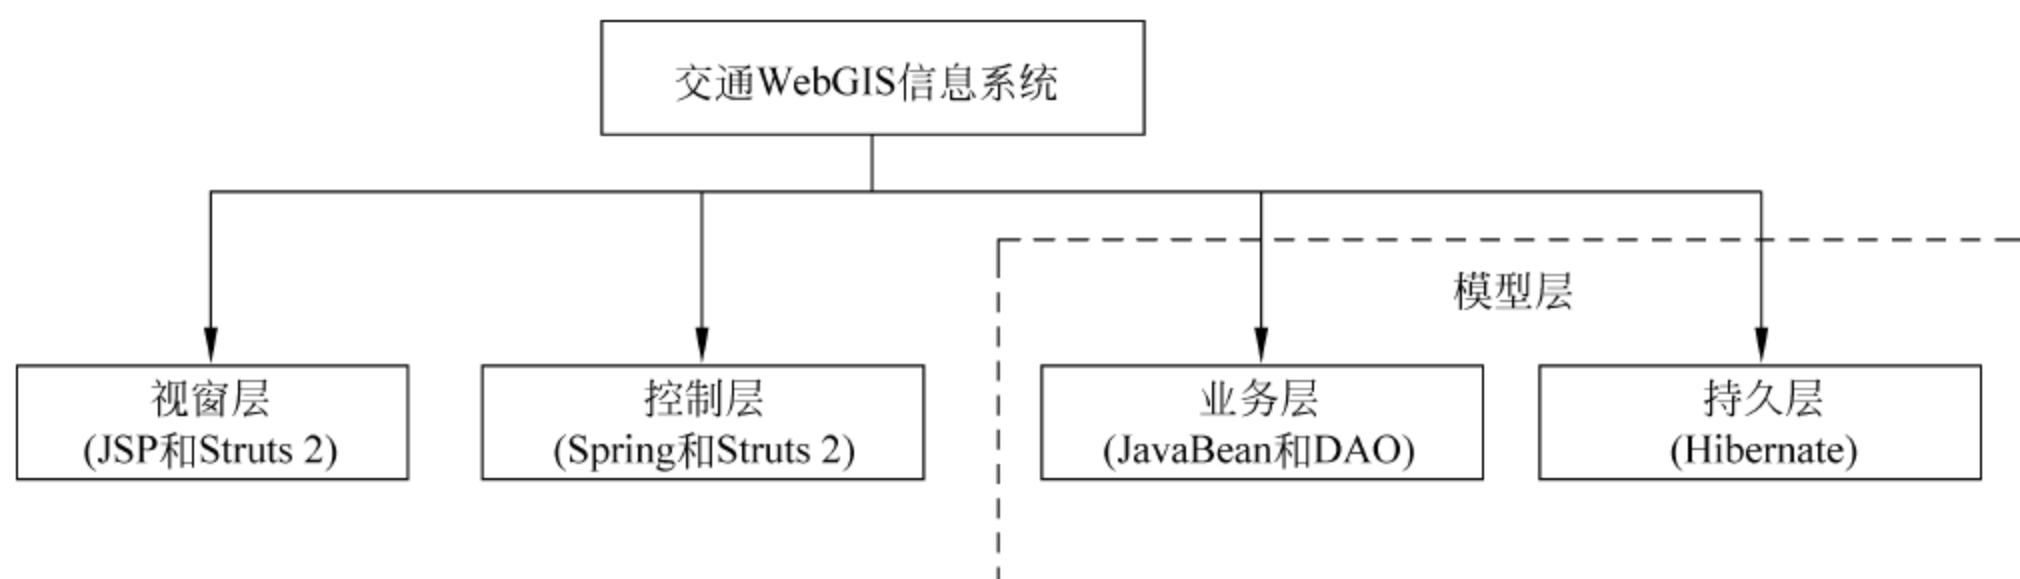 交通WebGIS信息系统
模型层
视窗层
(JSP和Struts 2)
控制层
(Spring和Struts 2)
业务层
(JavaBean和DAO)
持久层
(Hibernate)